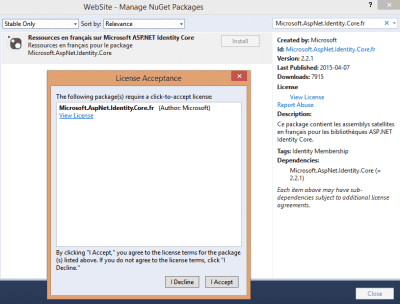 WebSite - Manage NuGet Packages
? ×
Stable Only
Sort by: Relevance
Microsoft.AspNet.Identity.Core.fr
Ressources en français sur Microsoft ASP.NET Identity Core
Ressources en français pour le package
Microsoft.AspNet.Identity.Core.
Install
License Acceptance
The following package(s) require a click-to-accept license:
Microsoft.AspNet.Identity.Core.fr (Author: Microsoft)
View License
By clicking "I Accept," you agree to the license terms for the package
(s) listed above. If you do not agree to the license terms, click "I
Decline."
I Decline
I Accept
Created by: Microsoft
Id: Microsoft.AspNet.Identity.Core.fr
Version: 2.2.1
Last Published: 2015-04-07
Downloads: 7915
License
View License
Report Abuse
Description:
Ce package contient les assemblys satellites
en français pour les bibliothèques ASP.NET
Identity Core.
Tags: Identity Membership
Dependencies:
Microsoft.AspNet.Identity.Core (=
2.2.1)
Each item above may have sub-
dependencies subject to additional license
agreements.
Close